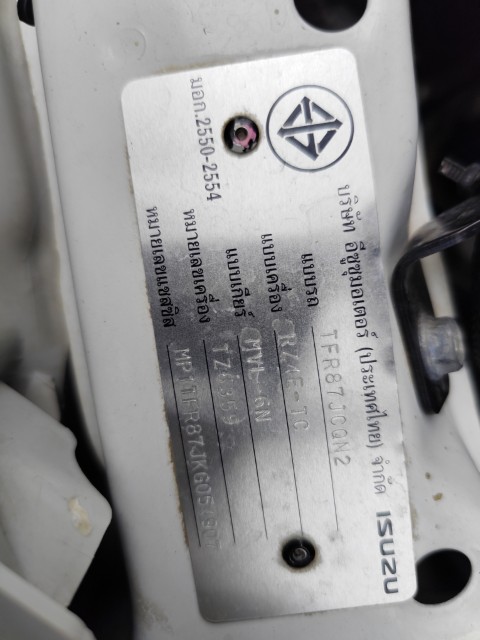 มอก.2550-2554
บริษัท อีซูซุมอเตอร์ (ประเทศไทย) จำกัด ISUZU
แบบรถ TFR87JCQN2
แบบเครื่อง RZ4E-TC
แบบเกียร์
หมายเลขเครื่อง
หมายเลขแชสซิส